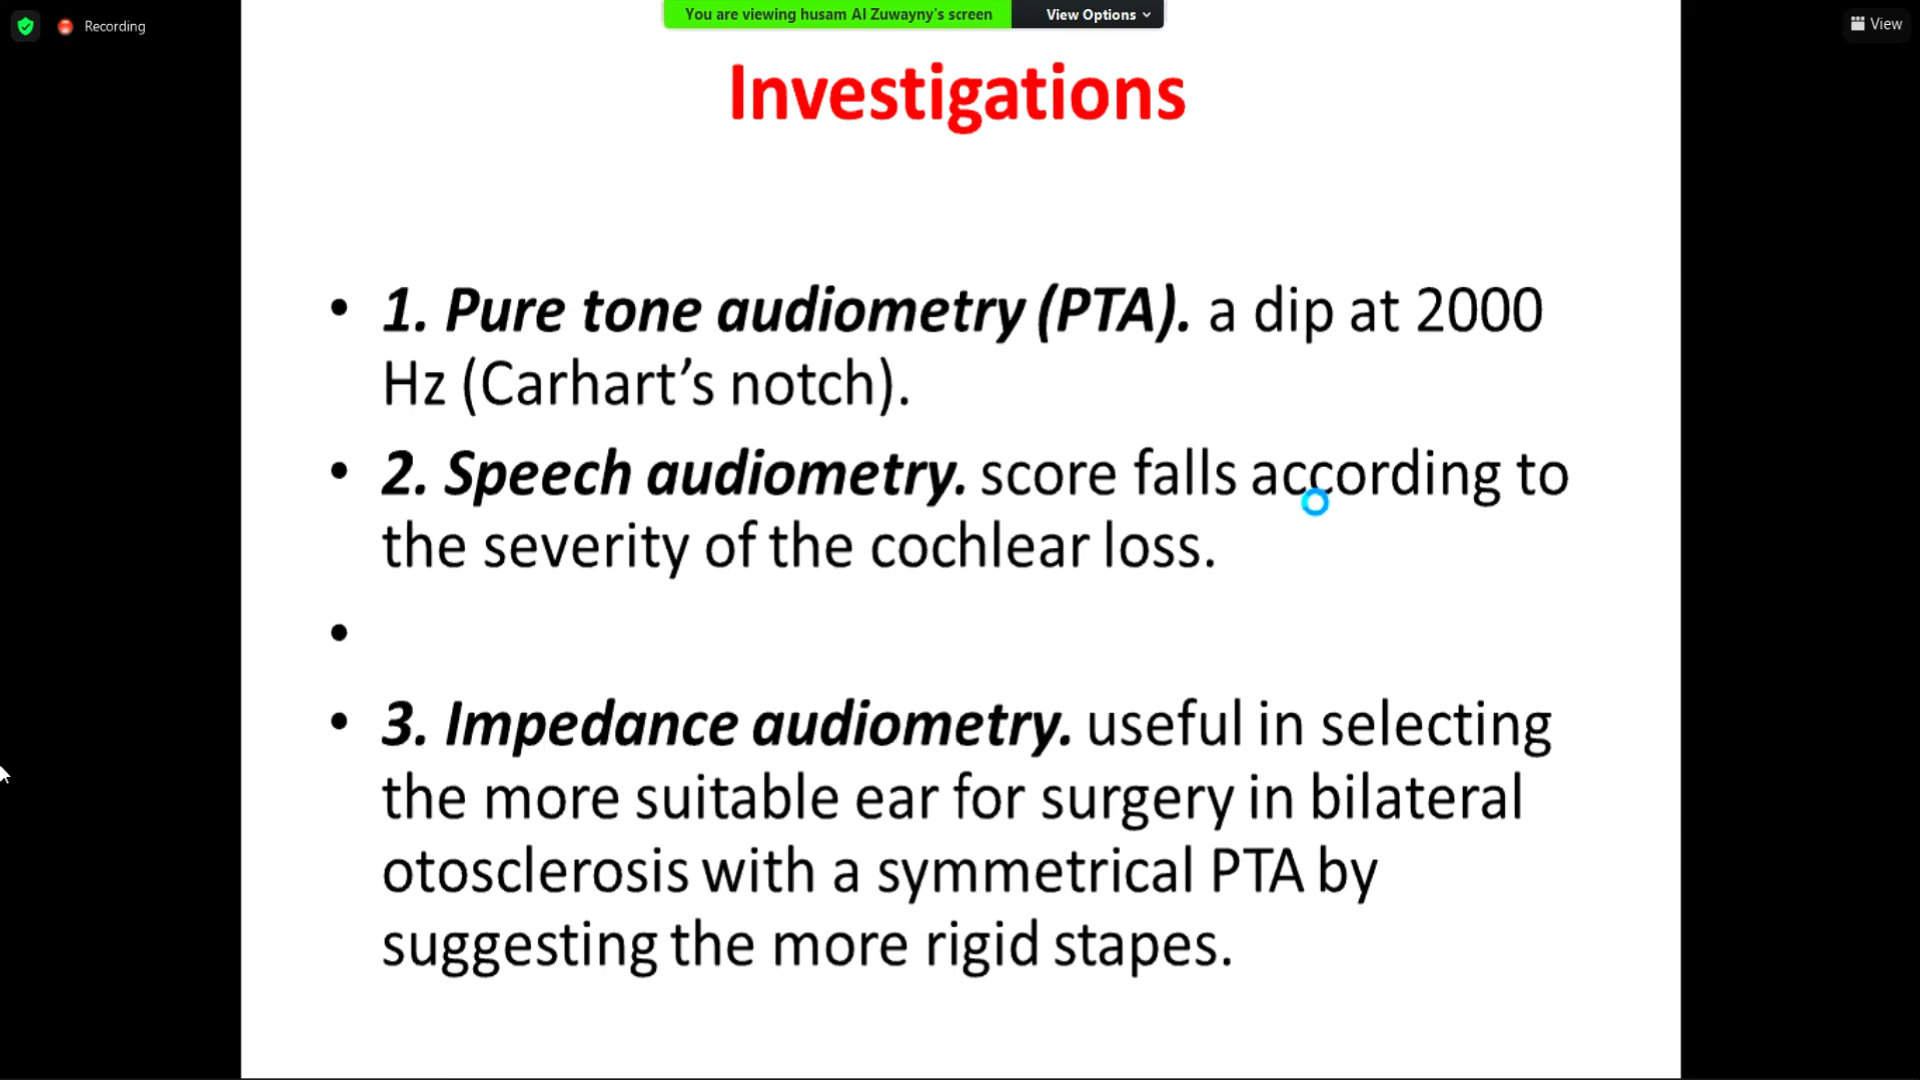 Recording
You are viewing husam Al Zuwayny's screen
View Options
View
Investigations
• 1. Pure tone audiometry (PTA). a dip at 2000
Hz (Carhart’s notch).
• 2. Speech audiometry. score falls according to
the severity of the cochlear loss.
•
• 3. Impedance audiometry. useful in selecting
the more suitable ear for surgery in bilateral
otosclerosis with a symmetrical PTA by
suggesting the more rigid stapes.